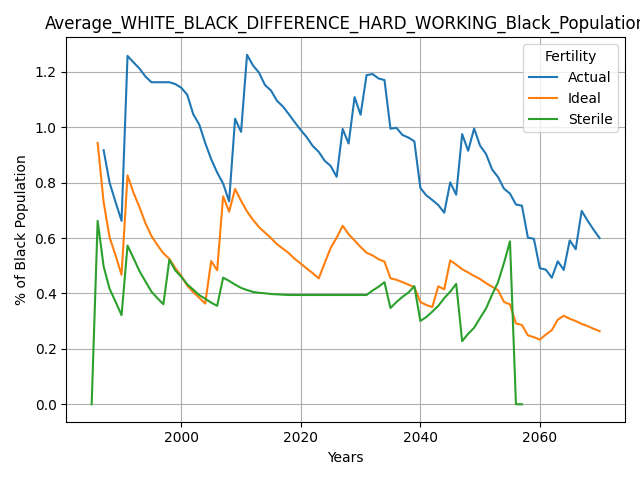 Average_WHITE_BLACK_DIFFERENCE_HARD_WORKING_Black_Population
Fertility
Actual
Ideal
Sterile
% of Black Population
1.2
1.0
0.8
0.6
0.4
0.2
0.0
2000 2020 2040 2060
Years